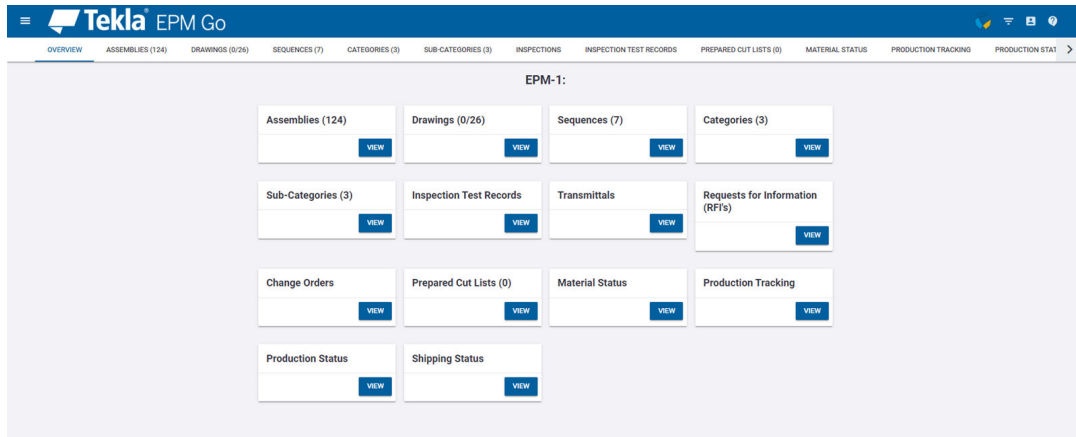 Tekla® EPM Go
OVERVIEW ASSEMBLIES (124) DRAWINGS (0/26) SEQUENCES (7) CATEGORIES (3) SUB-CATEGORIES (3) INSPECTIONS INSPECTION TEST RECORDS PREPARED CUT LISTS (0) MATERIAL STATUS PRODUCTION TRACKING PRODUCTION STAT
EPM-1:
Assemblies (124) Drawings (0/26) Sequences (7) Categories (3)
VIEW VIEW VIEW VIEW
Sub-Categories (3) Inspection Test Records Transmittals Requests for Information
(RFI's)
VIEW VIEW VIEW VIEW
Change Orders Prepared Cut Lists (0) Material Status Production Tracking
VIEW VIEW VIEW VIEW
Production Status Shipping Status
VIEW VIEW